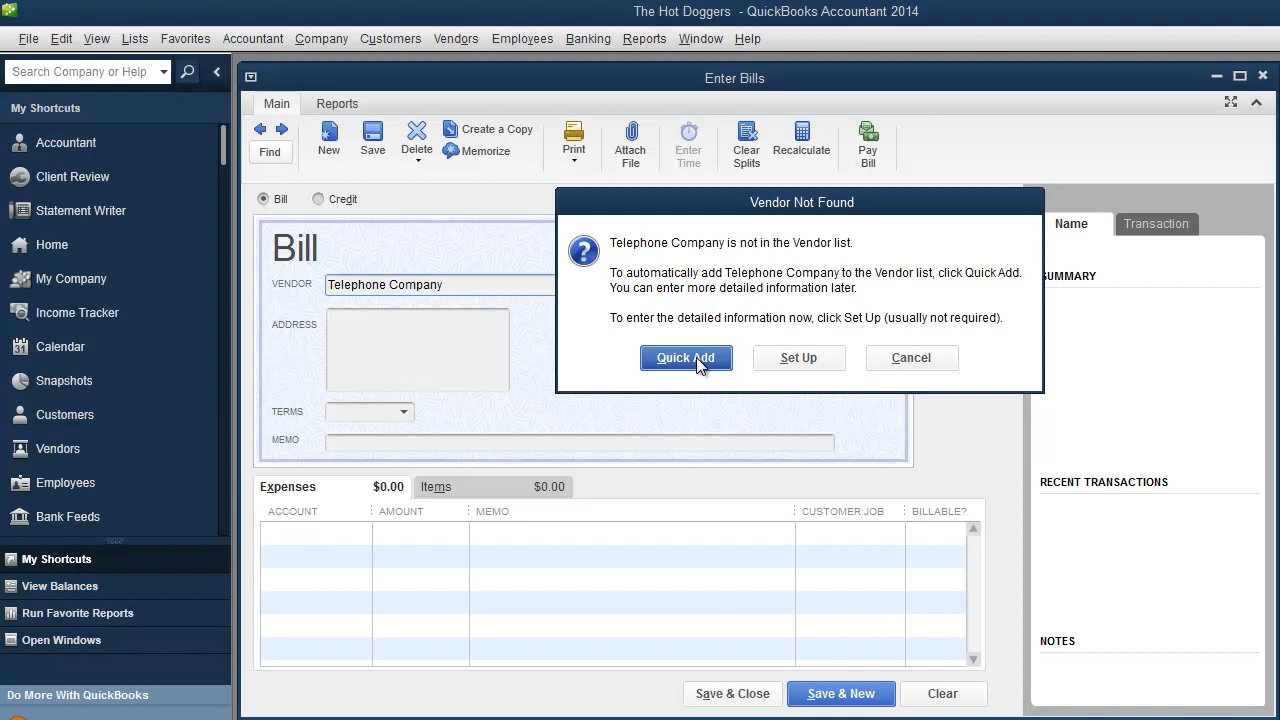 The Hot Doggers - QuickBooks Accountant 2014
File Edit View Lists Favorites Accountant Company Customers Vendors Employees Banking Reports Window Help
Search Company or Help
My Shortcuts
Accountant
Client Review
Statement Writer
Home
My Company
Income Tracker
Calendar
Snapshots
Customers
Vendors
Employees
Bank Feeds
My Shortcuts
View Balances
Run Favorite Reports
Open Windows
Do More With QuickBooks
Enter Bills
Main Reports
Find
New
Save
Delete
Create a Copy
Memorize
Print
Attach
File
Enter
Time
Clear
Splits
Recalculate
Pay
Bill
Bill Credit
Bill
VENDOR Telephone Company
ADDRESS
TERMS
MEMO
Vendor Not Found
Telephone Company is not in the Vendor list.
To automatically add Telephone Company to the Vendor list, click Quick Add.
You can enter more detailed information later.
To enter the detailed information now, click Set Up (usually not required).
Quick Add Set Up Cancel
Expenses $0.00 Items $0.00
ACCOUNT AMOUNT MEMO CUSTOMER:JOB BILLABLE?
Save & Close Save & New Clear
Name Transaction
SUMMARY
RECENT TRANSACTIONS
NOTES